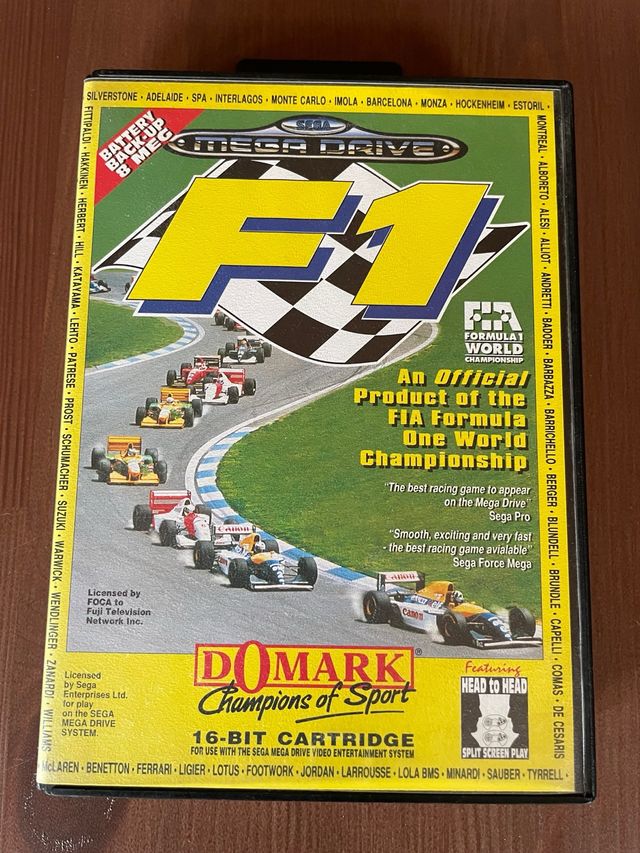 SILVERSTONE · ADELAIDE · SPA · INTERLAGOS · MONTE CARLO · IMOLA · BARCELONA · MONZA · HOCKENHEIM · ESTORIL ·
MONTREAL · ALBORETO · ALESI · ALLIOT · ANDRETTI · BADOER · BARBAZZA · BARRICHELLO · BERGER · BLUNDELL · BRUNDLE · CAPELLI · COMAS · DE CESARIS
FITTIPALDI · HAKKINEN · HERBERT · HILL · KATAYAMA · LEHTO · PATRESE · PROST · SCHUMACHER · SUZUKI · WARWICK · WENDLINGER · ZANARDI · WILLIAMS
McLAREN · BENETTON · FERRARI · LIGIER · LOTUS · FOOTWORK · JORDAN · LARROUSSE · LOLA BMS · MINARDI · SAUBER · TYRRELL ·
BATTERY
BACK-UP
8 MEG
SEGA
MEGA DRIVE
F1
FIA
FORMULA 1
WORLD
CHAMPIONSHIP
An Official
Product of the
FIA Formula
One World
Championship
"The best racing game to appear
on the Mega Drive"
Sega Pro
"Smooth, exciting and very fast
- the best racing game avialable"
Sega Force Mega
Canon
Canon
Canon
Licensed by
FOCA to
Fuji Television
Network Inc.
DOMARK®
Champions of Sport
Licensed
by Sega
Enterprises Ltd.
for play
on the SEGA
MEGA DRIVE
SYSTEM.
16-BIT CARTRIDGE
FOR USE WITH THE SEGA MEGA DRIVE VIDEO ENTERTAINMENT SYSTEM
Featuring
HEAD to HEAD
SPLIT SCREEN PLAY